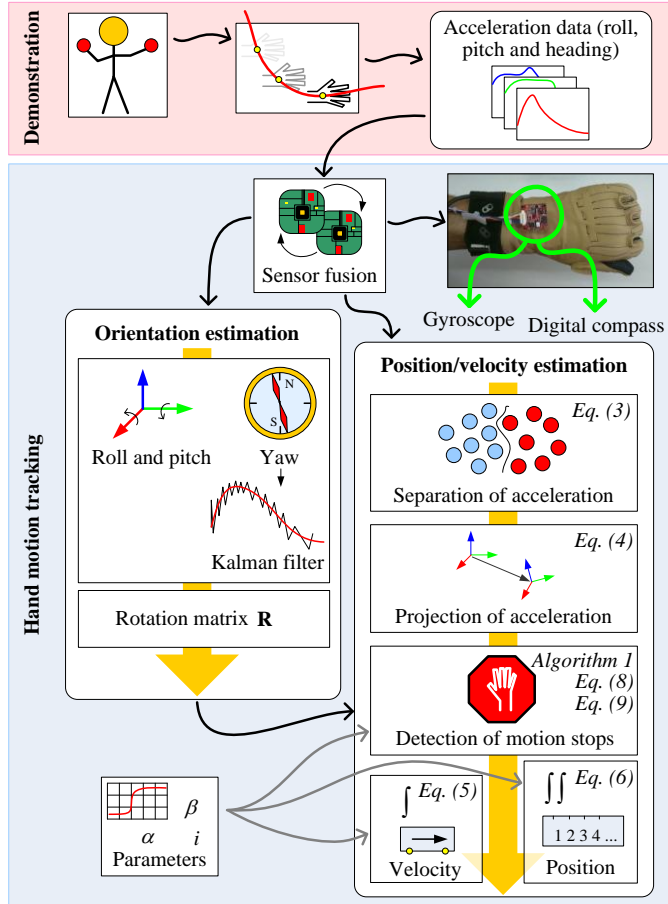 Demonstration
Acceleration data (roll,
pitch and heading)
Hand motion tracking
Sensor fusion
Gyroscope
Digital compass
Orientation estimation
N
S
Roll and pitch
Yaw
Kalman filter
Rotation matrix R
Position/velocity estimation
Eq. (3)
Separation of acceleration
Eq. (4)
Projection of acceleration
Algorithm 1
Eq. (8)
Eq. (9)
Detection of motion stops
β
α i
Parameters
∫ Eq. (5)
Velocity
∫∫ Eq. (6)
1 2 3 4 ...
Position